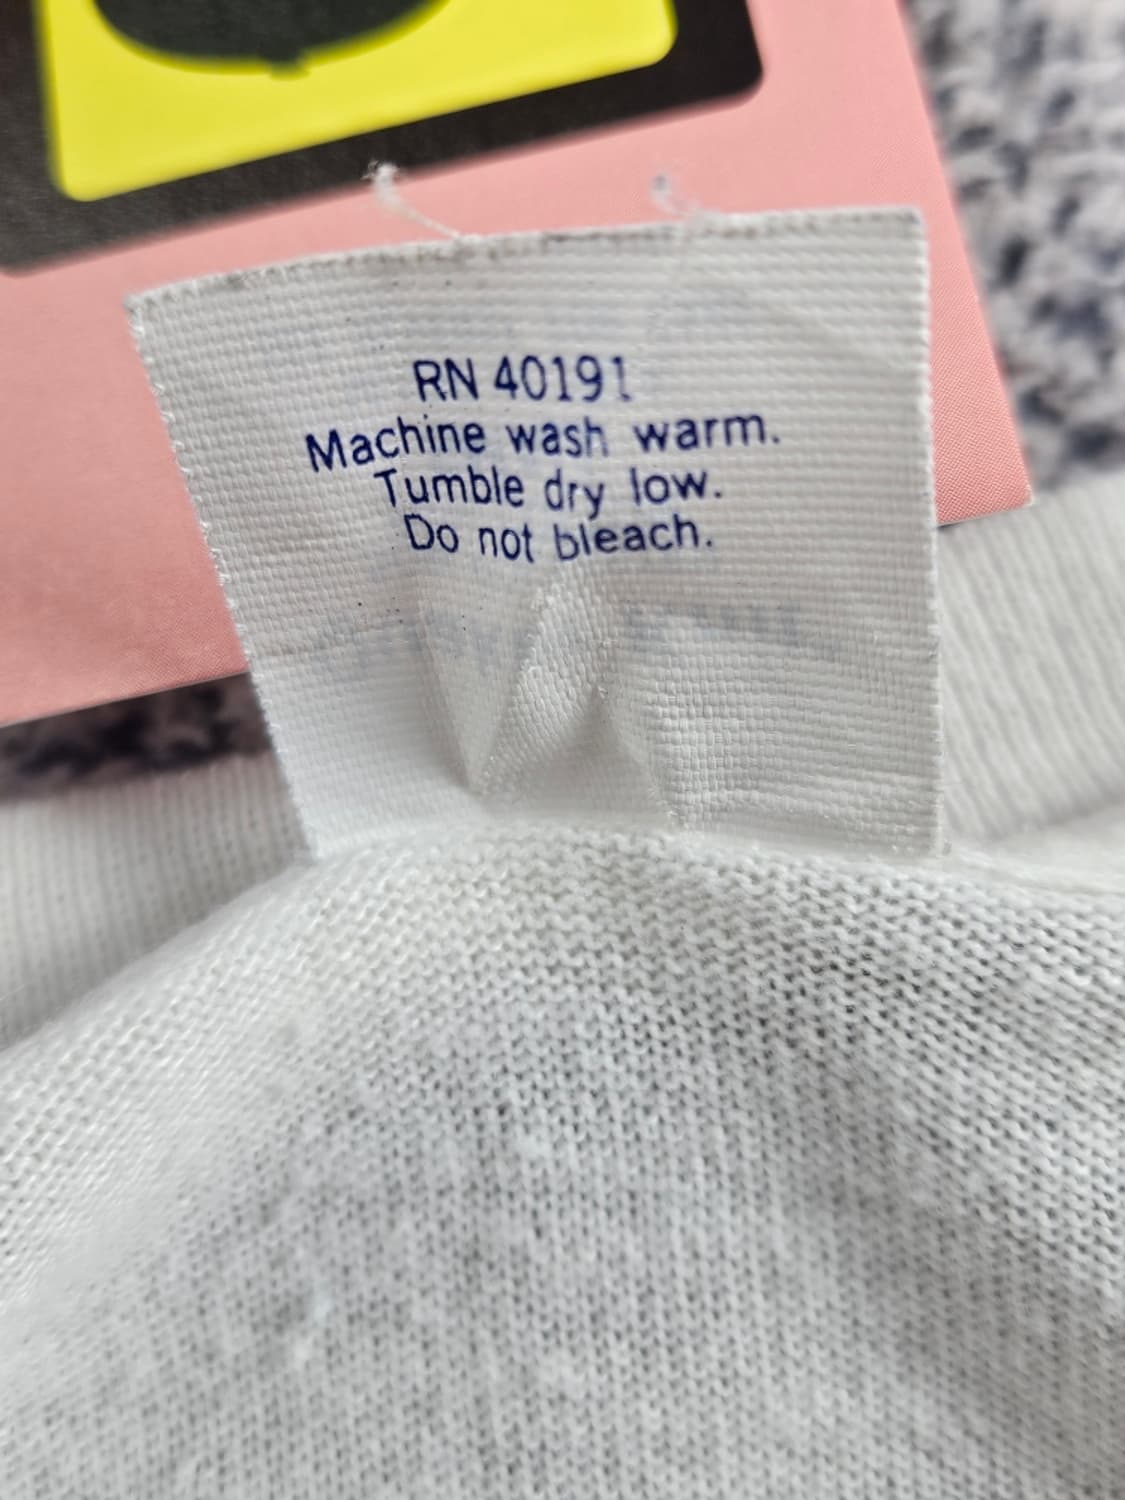 RN 40191
Machine wash warm.
Tumble dry low.
Do not bleach.